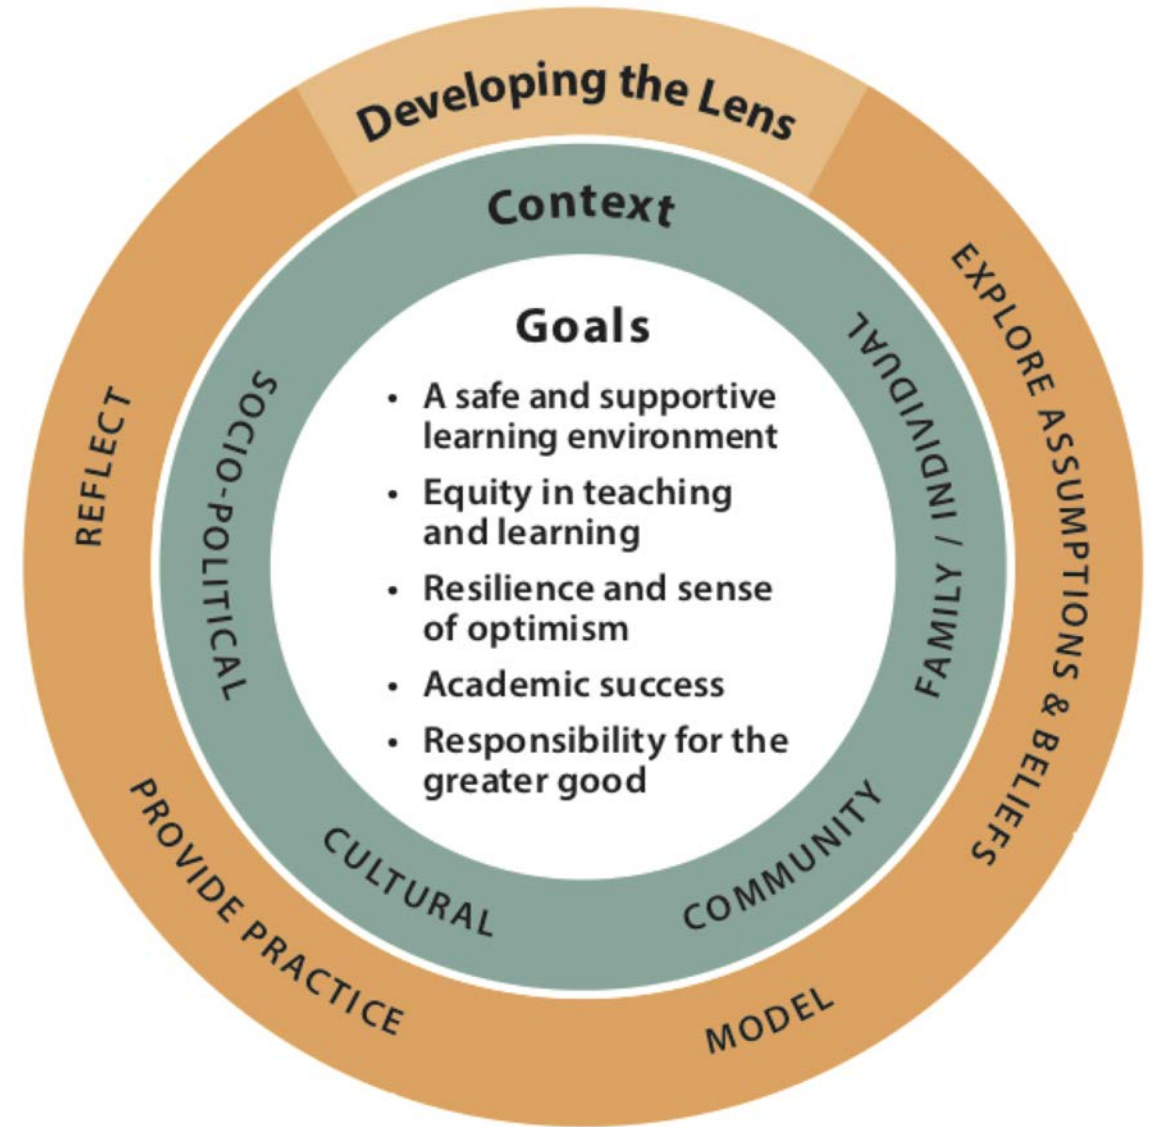 Developing the Lens
Context
Goals
• A safe and supportive
learning environment
• Equity in teaching
and learning
• Resilience and sense
of optimism
• Academic success
• Responsibility for the
greater good
FAMILY / INDIVIDUAL
COMMUNITY
CULTURAL
SOCIO-POLITICAL
EXPLORE ASSUMPTIONS & BELIEFS
MODEL
PROVIDE PRACTICE
REFLECT